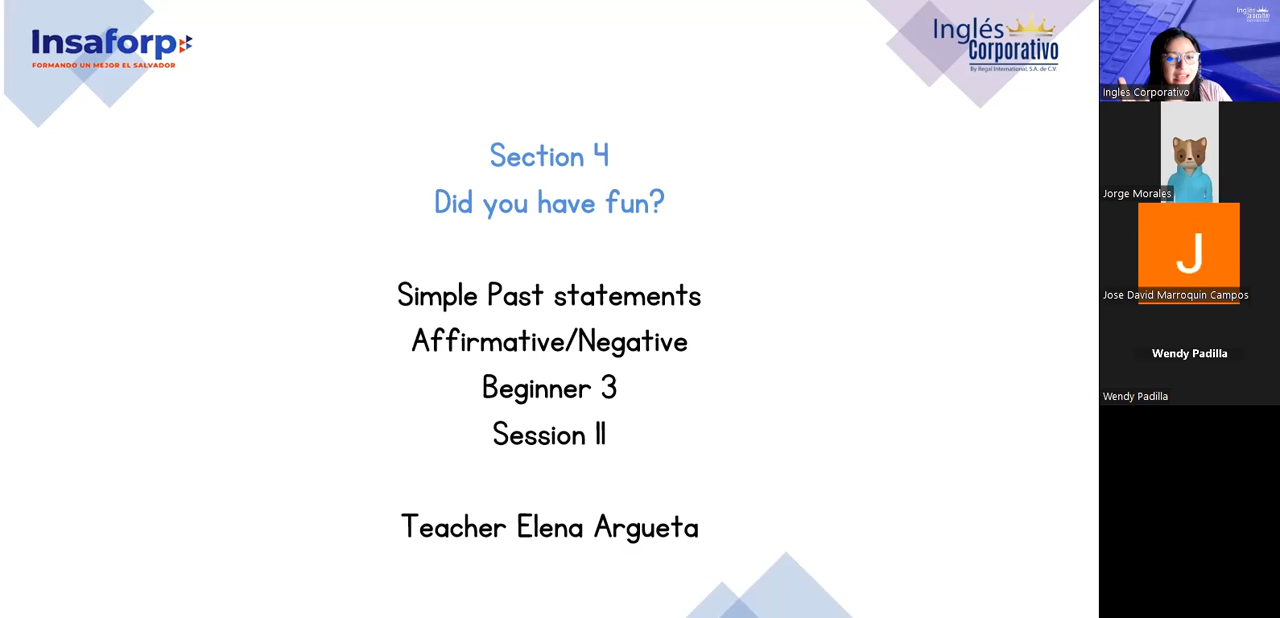 Insaforp
FORMANDO UN MEJOR EL SALVADOR
Inglés
Corporativo
By Regal International, S.A. de C.V.
Section 4
Did you have fun?
Simple Past statements
Affirmative/Negative
Beginner 3
Session 11
Teacher Elena Argueta
Inglés
Ingles Corporativo
Jorge Morales
J
Jose David Marroquin Campos
Wendy Padilla
Wendy Padilla